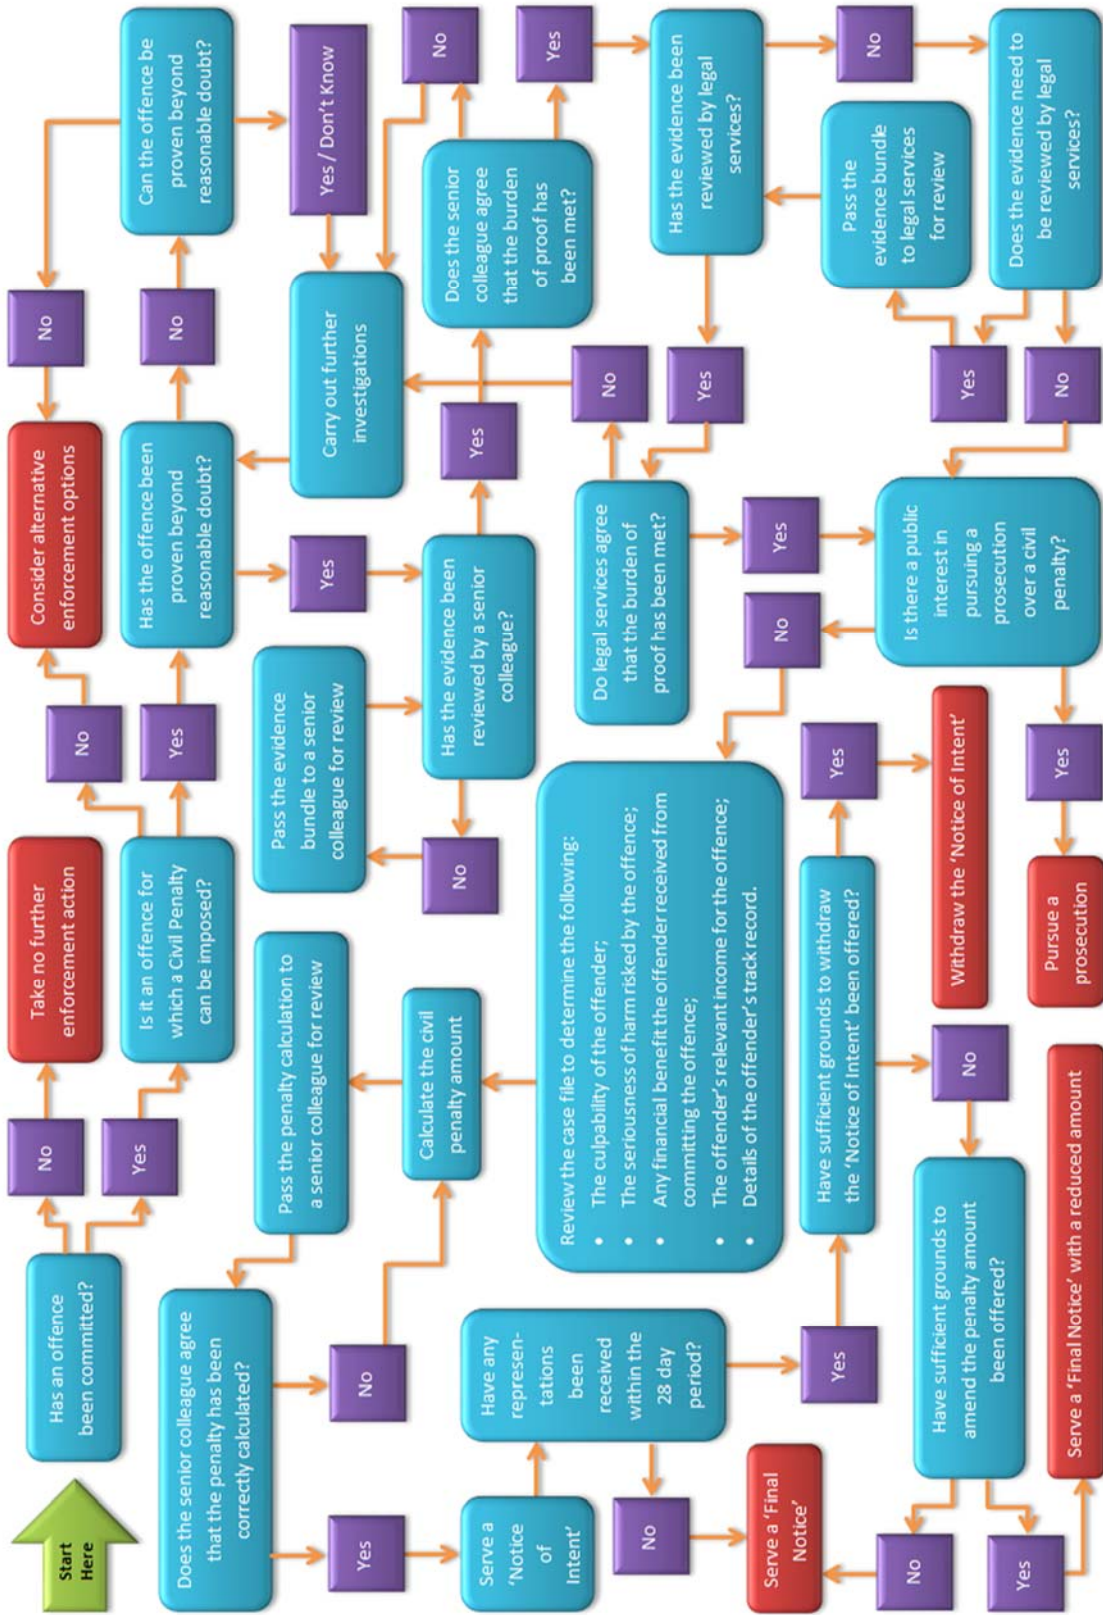 Start
Here
Has an offence
been committed?
No
Yes
Take no further
enforcement action
Is it an offence for
which a Civil Penalty
can be imposed?
No
Yes
Consider alternative
enforcement options
Has the offence been
proven beyond
reasonable doubt?
No
No
Can the offence be
proven beyond
reasonable doubt?
Yes / Don't Know
Carry out further
investigations
Yes
Pass the evidence
bundle to a senior
colleague for review
Has the evidence been
reviewed by a senior
colleague?
No
Yes
Does the senior
colleague agree
that the burden
of proof has
been met?
No
Yes
Has the evidence been
reviewed by legal
services?
No
Yes
Does the evidence need to
be reviewed by legal
services?
Pass the
evidence bundle
to legal services
for review
Yes
No
Do legal services agree
that the burden of
proof has been met?
No
Yes
Is there a public
interest in
pursuing a
prosecution
over a civil
penalty?
No
Yes
Pursue a
prosecution
Review the case file to determine the following:
• The culpability of the offender;
• The seriousness of harm risked by the offence;
• Any financial benefit the offender received from
committing the offence;
• The offender's relevant income for the offence;
• Details of the offender's track record.
Calculate the civil
penalty amount
Pass the penalty calculation to
a senior colleague for review
Does the senior colleague agree
that the penalty has been
correctly calculated?
No
Yes
Serve a
'Notice of
Intent'
Have any
represen-
tations
been
received
within the
28 day
period?
No
Yes
Serve a 'Final
Notice'
Have sufficient grounds to withdraw
the 'Notice of Intent' been offered?
Yes
Withdraw the 'Notice of Intent'
No
Have sufficient grounds to
amend the penalty amount
been offered?
No
Yes
Serve a 'Final Notice' with a reduced amount